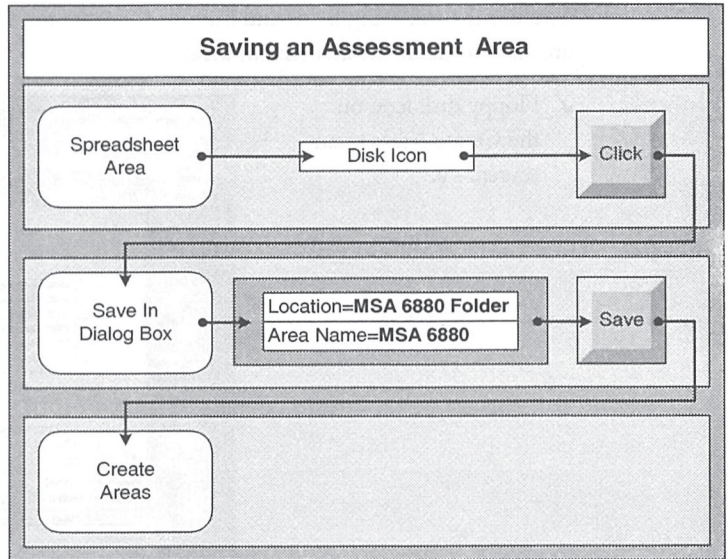 Saving an Assessment Area
Spreadsheet
Area
Disk Icon
Click
Save In
Dialog Box
Location=MSA 6880 Folder
Area Name=MSA 6880
Save
Create
Areas